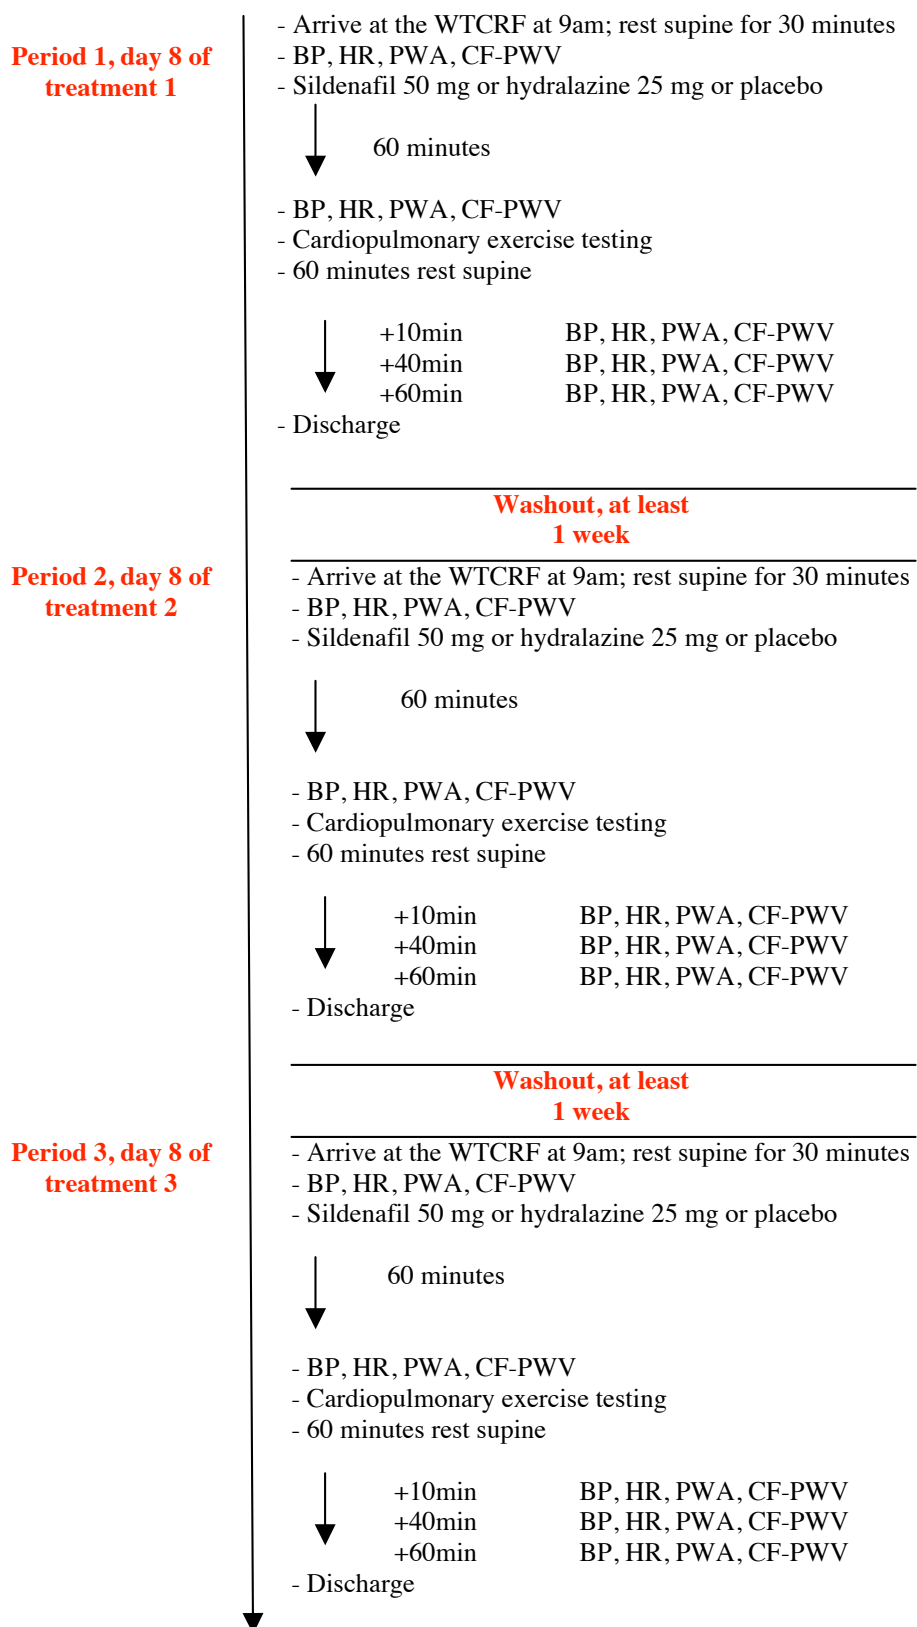 - Arrive at the WTCRF at 9am; rest supine for 30 minutes
Period 1, day 8 of
treatment 1
- BP, HR, PWA, CF-PWV
- Sildenafil 50 mg or hydralazine 25 mg or placebo
60 minutes
- BP, HR, PWA, CF-PWV
- Cardiopulmonary exercise testing
- 60 minutes rest supine
+10min BP, HR, PWA, CF-PWV
+40min BP, HR, PWA, CF-PWV
+60min BP, HR, PWA, CF-PWV
- Discharge
Washout, at least
1 week
Period 2, day 8 of
treatment 2
- Arrive at the WTCRF at 9am; rest supine for 30 minutes
- BP, HR, PWA, CF-PWV
- Sildenafil 50 mg or hydralazine 25 mg or placebo
60 minutes
- BP, HR, PWA, CF-PWV
- Cardiopulmonary exercise testing
- 60 minutes rest supine
+10min BP, HR, PWA, CF-PWV
+40min BP, HR, PWA, CF-PWV
+60min BP, HR, PWA, CF-PWV
- Discharge
Washout, at least
1 week
Period 3, day 8 of
treatment 3
- Arrive at the WTCRF at 9am; rest supine for 30 minutes
- BP, HR, PWA, CF-PWV
- Sildenafil 50 mg or hydralazine 25 mg or placebo
60 minutes
- BP, HR, PWA, CF-PWV
- Cardiopulmonary exercise testing
- 60 minutes rest supine
+10min BP, HR, PWA, CF-PWV
+40min BP, HR, PWA, CF-PWV
+60min BP, HR, PWA, CF-PWV
- Discharge